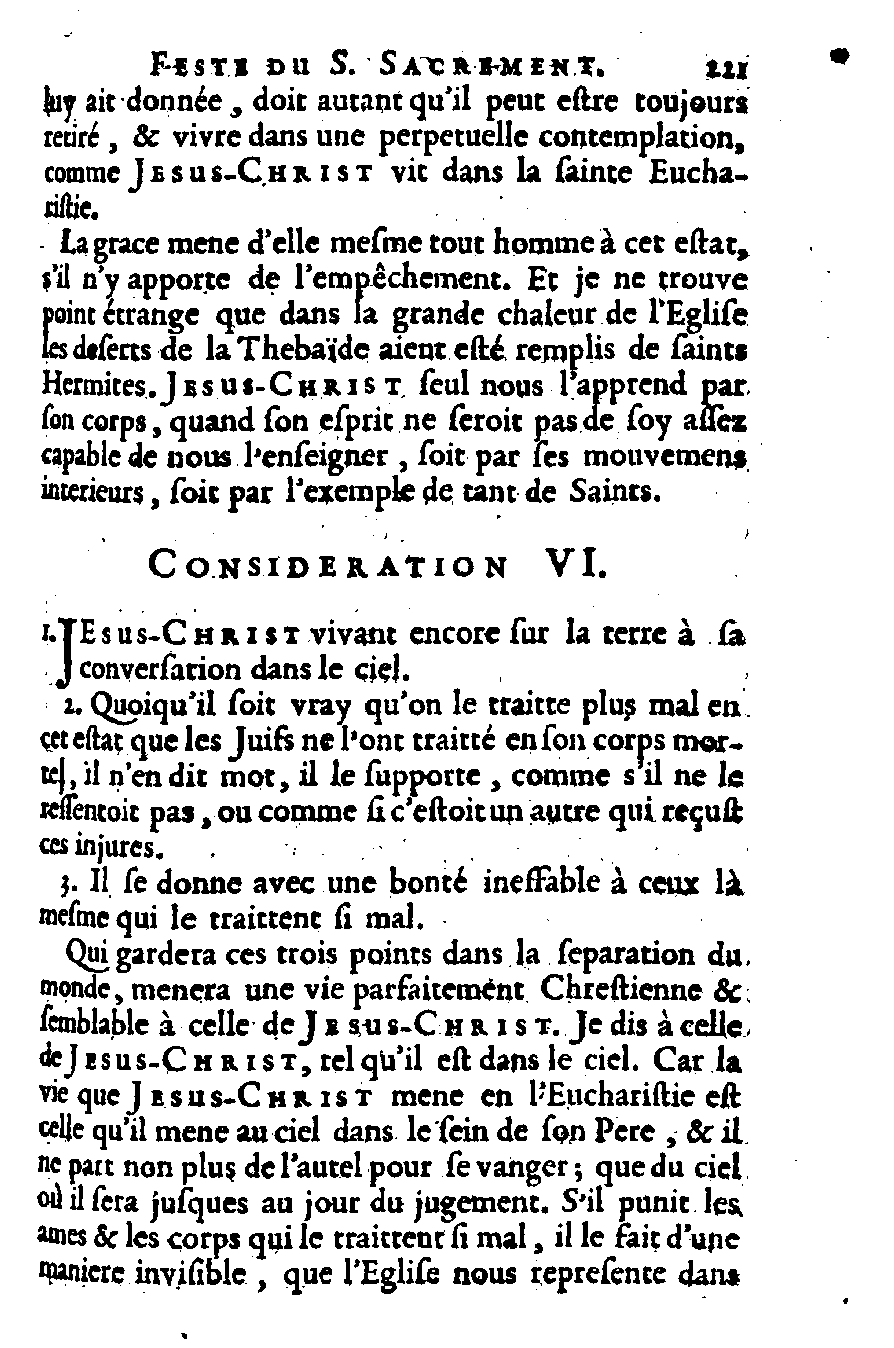 FESTE DU S. SACREMENT. 221
luy ait donnée, doit autant qu'il peut eſtre toujours
retiré, & vivre dans une perpetuelle contemplation,
comme JESUS-CHRIST vit dans la ſainte Eucha-
riſtie.
La grace mene d'elle meſme tout homme à cet eſtat,
s'il n'y apporte de l'empêchement. Et je ne trouve
point étrange que dans la grande chaleur de l'Egliſe
les deſerts de la Thebaïde aient eſté remplis de ſaints
Hermites. JESUS-CHRIST ſeul nous l'apprend par
ſon corps, quand ſon eſprit ne ſeroit pas de ſoy aſſez
capable de nous l'enſeigner, ſoit par ſes mouvemens
interieurs, ſoit par l'exemple de tant de Saints.
CONSIDERATION VI.
1. JESUS-CHRIST vivant encore ſur la terre à ſa
converſation dans le ciel.
2. Quoiqu'il ſoit vray qu'on le traitte plus mal en
cet eſtat que les Juifs ne l'ont traitté en ſon corps mor-
tel, il n'en dit mot, il le ſupporte, comme s'il ne le
reſſentoit pas, ou comme ſi c'eſtoit un autre qui reçuſt
ces injures.
3. Il ſe donne avec une bonté ineffable à ceux là
meſme qui le traittent ſi mal.
Qui gardera ces trois points dans la ſeparation du
monde, menera une vie parfaitement Chreſtienne &
ſemblable à celle de JESUS-CHRIST. Je dis à celle
de JESUS-CHRIST, tel qu'il eſt dans le ciel. Car la
vie que JESUS-CHRIST mene en l'Euchariſtie eſt
celle qu'il mene au ciel dans le ſein de ſon Pere, & il
ne part non plus de l'autel pour ſe vanger; que du ciel
où il ſera juſques au jour du jugement. S'il punit les
ames & les corps qui le traittent ſi mal, il le fait d'une
maniere inviſible, que l'Egliſe nous repreſente dans